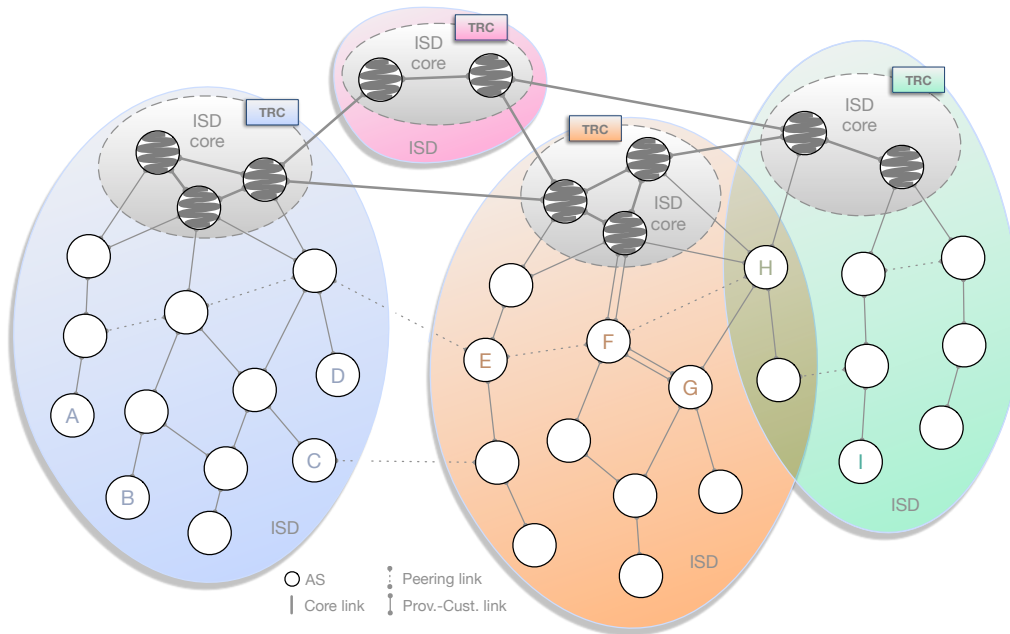 TRC
ISD
core
ISD
TRC
ISD
core
TRC
ISD
core
TRC
ISD
core
H
E
F
G
D
A
C
B
I
ISD
ISD
ISD
AS
Peering link
Core link
Prov.-Cust. link